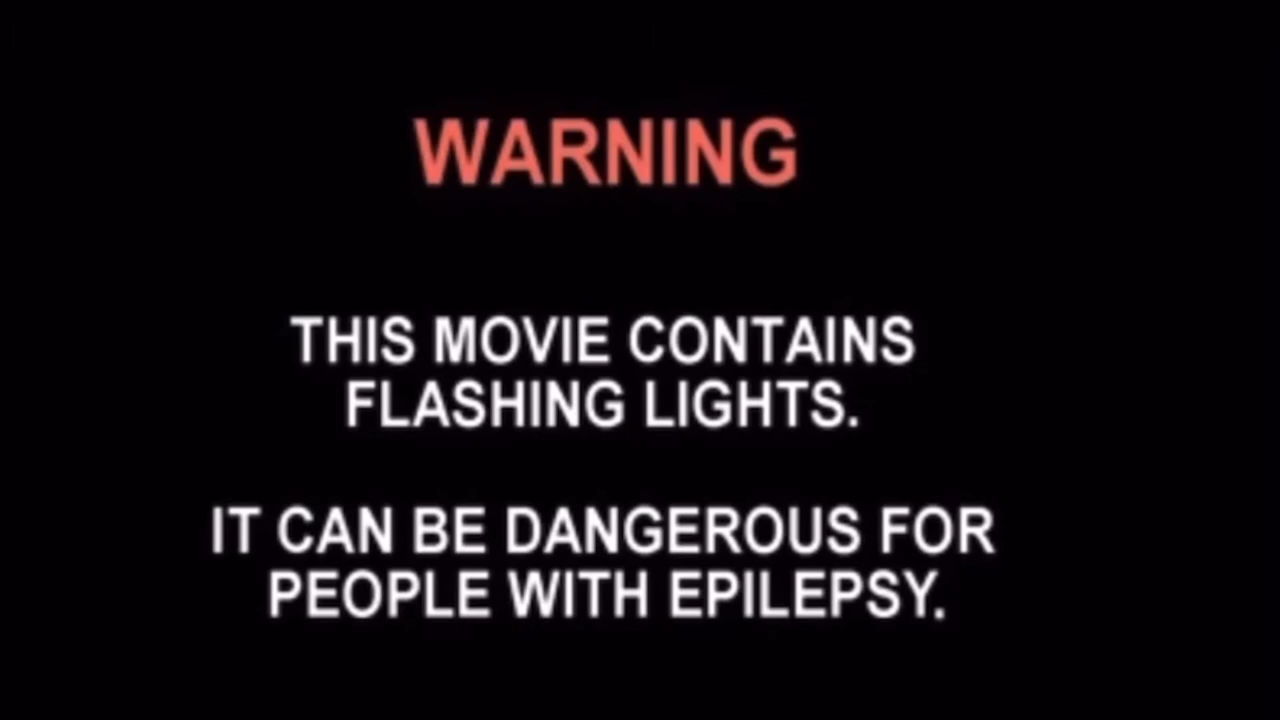 WARNING
THIS MOVIE CONTAINS
FLASHING LIGHTS.
IT CAN BE DANGEROUS FOR
PEOPLE WITH EPILEPSY.